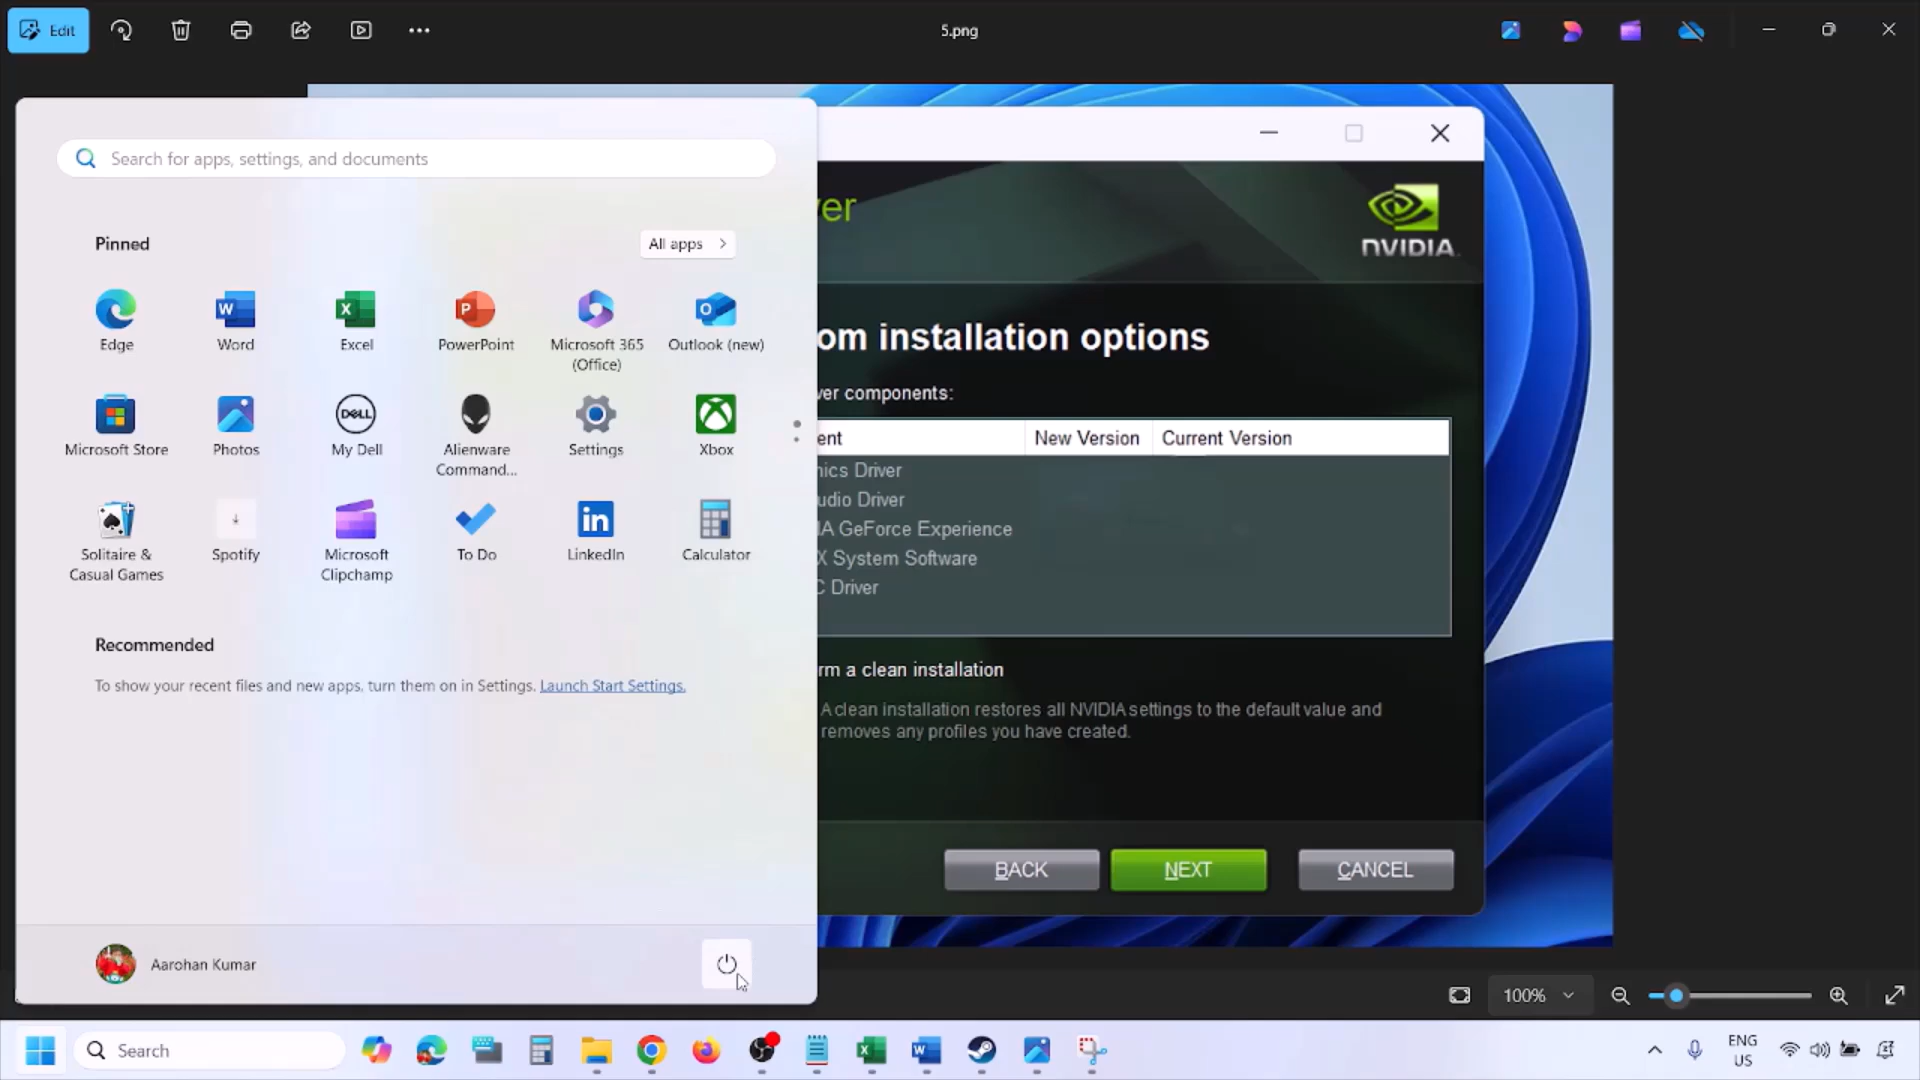 Edit
5.png
Search for apps, settings, and documents
Pinned
All apps
Edge
Word
Excel
PowerPoint
Microsoft 365
(Office)
Outlook (new)
Microsoft Store
Photos
DELL
My Dell
Alienware
Command...
Settings
Xbox
Solitaire &
Casual Games
Spotify
Microsoft
Clipchamp
To Do
LinkedIn
Calculator
Recommended
To show your recent files and new apps, turn them on in Settings. Launch Start Settings.
Aarohan Kumar
ver
NVIDIA
om installation options
ver components:
ent
New Version
Current Version
nics Driver
udio Driver
IA GeForce Experience
X System Software
C Driver
rm a clean installation
A clean installation restores all NVIDIA settings to the default value and
removes any profiles you have created.
BACK
NEXT
CANCEL
100%
Search
ENG
US